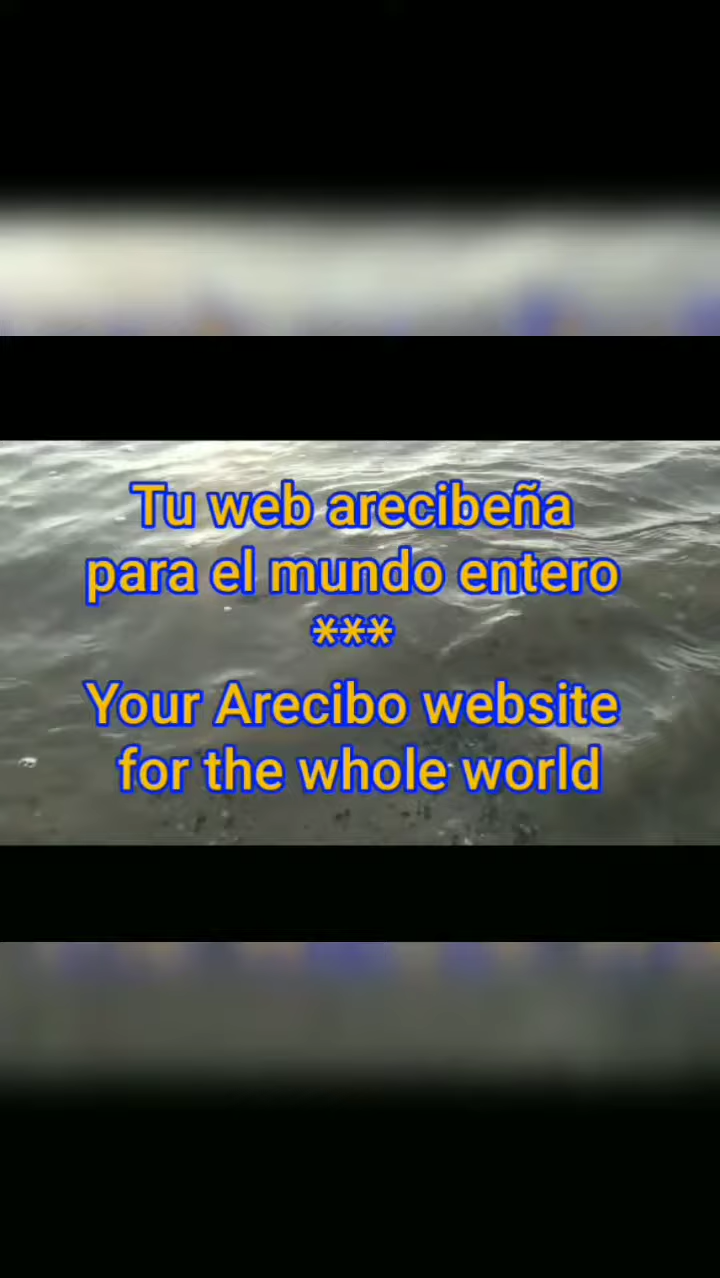 Tu web arecibeña
para el mundo entero
***
Your Arecibo website
for the whole world